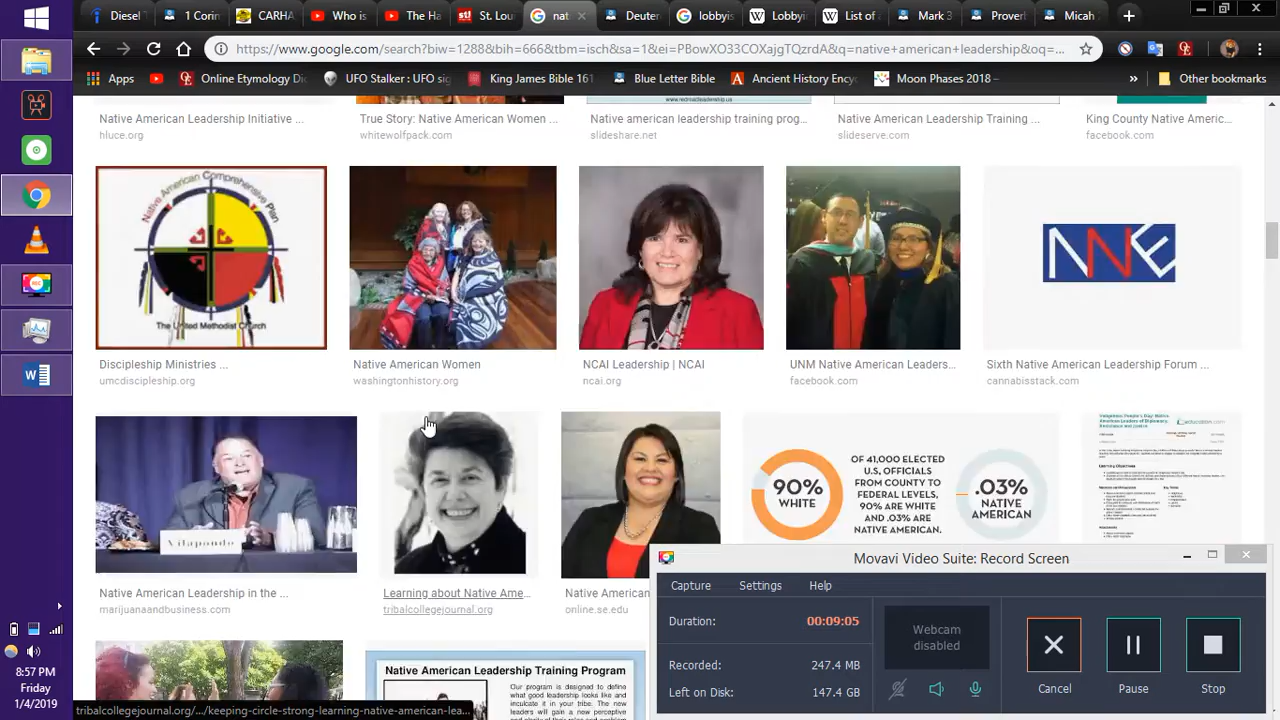 Directi
1 Corin
CARHA
Who is
The Ha
St. Lou
nat
Deuter
lobbyis
Lobbyi
List of a
Mark 3
Prover
Micah
https://www.google.com/search?biw=1288&bih=666&tbm=isch&sa=1&ei=PBowXO33COXajgTQzrdA&q=native+american+leadership&oq=...
Apps
Online Etymology Di
UFO Stalker: UFO sig
King James Bible 161
Blue Letter Bible
Ancient History Ency
Moon Phases 2018 –
Other bookmarks
www.redroadleadership.us
Native American Leadership Initiative ...
True Story: Native American Women ...
Native american leadership training prog...
Native American Leadership Training ...
King County Native Americ...
hluce.org
whitewolfpack.com
slideshare.net
slideserve.com
facebook.com
Native American Comprehensive Plan
The United Methodist Church
NNE
Discipleship Ministries ...
Native American Women
NCAI Leadership | NCAI
UNM Native American Leaders...
Sixth Native American Leadership Forum ...
umcdiscipleship.org
washingtonhistory.org
ncai.org
facebook.com
cannabisstack.com
Vilapondo
90%
WHITE
OF 41,000 ELECTED
U.S. OFFICIALS
FROM COUNTY TO
FEDERAL LEVELS,
90% ARE WHITE
AND .03% ARE
NATIVE AMERICAN.
.03%
NATIVE
AMERICAN
Native American Leadership in the ...
Learning about Native Ame...
Native American
marijuanaandbusiness.com
tribalcollegejournal.org
online.se.edu
Native American Leadership Training Program
Our program is designed to
define what
good leadership looks like and
inculcate it in your tribe. The new
leaders will gain a new perceptive
Movavi Video Suite: Record Screen
Capture
Settings
Help
Duration:
00:09:05
Recorded:
247.4 MB
Left on Disk:
147.4 GB
Webcam
disabled
Cancel
Pause
Stop
8:57 PM
Friday
1/4/2019
tribalcollegejournal.org/.../keeping-circle-strong-learning-native-american-lea...